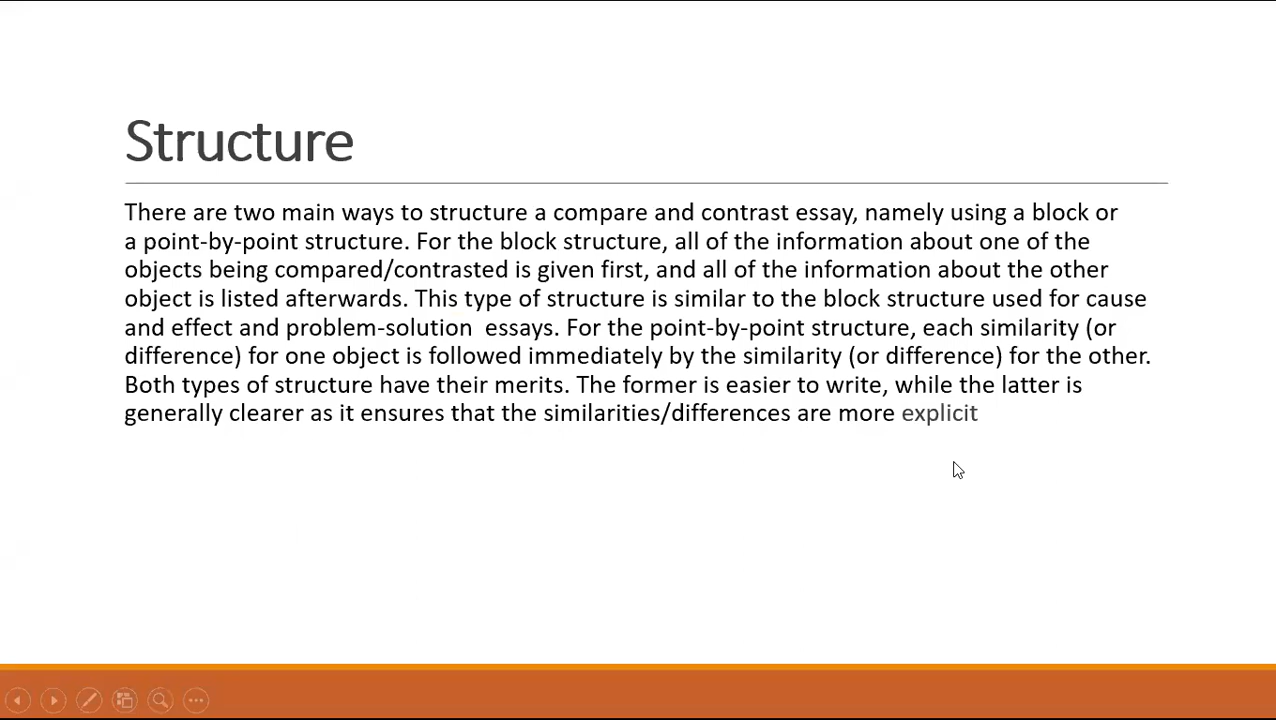 Structure
There are two main ways to structure a compare and contrast essay, namely using a block or
a point-by-point structure. For the block structure, all of the information about one of the
objects being compared/contrasted is given first, and all of the information about the other
object is listed afterwards. This type of structure is similar to the block structure used for cause
and effect and problem-solution  essays. For the point-by-point structure, each similarity (or
difference) for one object is followed immediately by the similarity (or difference) for the other.
Both types of structure have their merits. The former is easier to write, while the latter is
generally clearer as it ensures that the similarities/differences are more explicit